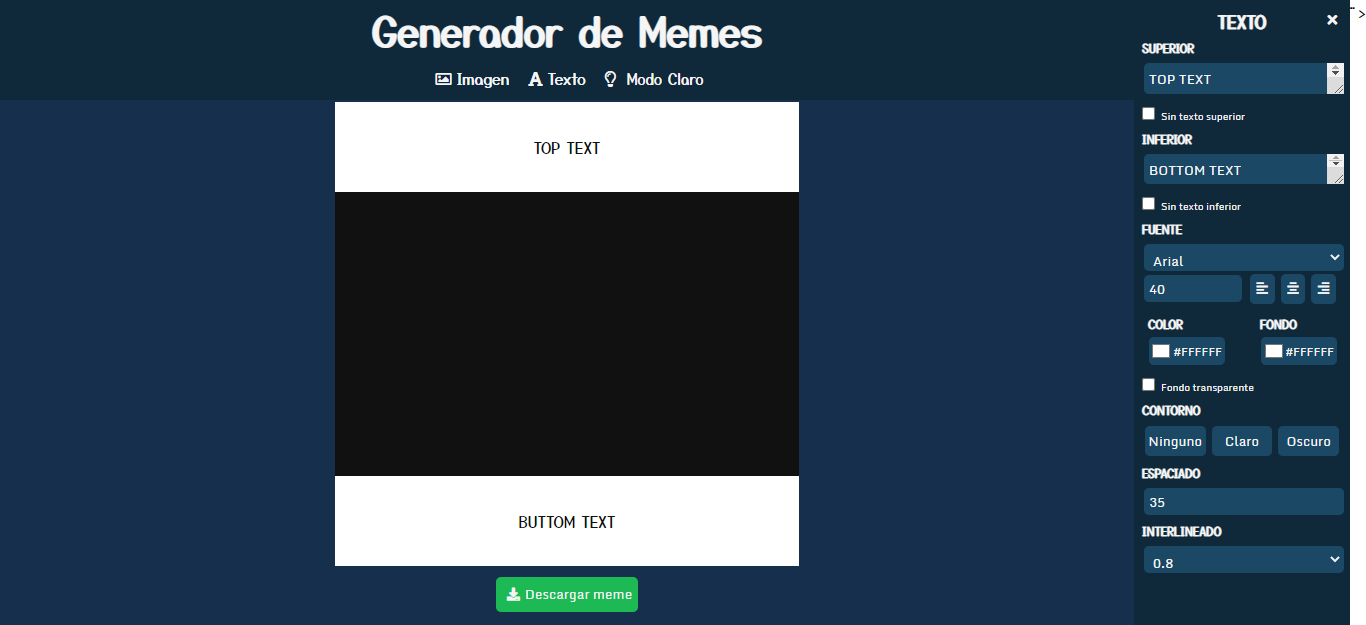 Generador de Memes
Imagen Texto Modo Claro
TOP TEXT
BUTTOM TEXT
Descargar meme
TEXTO
SUPERIOR
TOP TEXT
Sin texto superior
INFERIOR
BOTTOM TEXT
Sin texto inferior
FUENTE
Arial
40
COLOR FONDO
#FFFFFF #FFFFFF
Fondo transparente
CONTORNO
Ninguno Claro Oscuro
ESPACIADO
35
INTERLINEADO
0.8
>